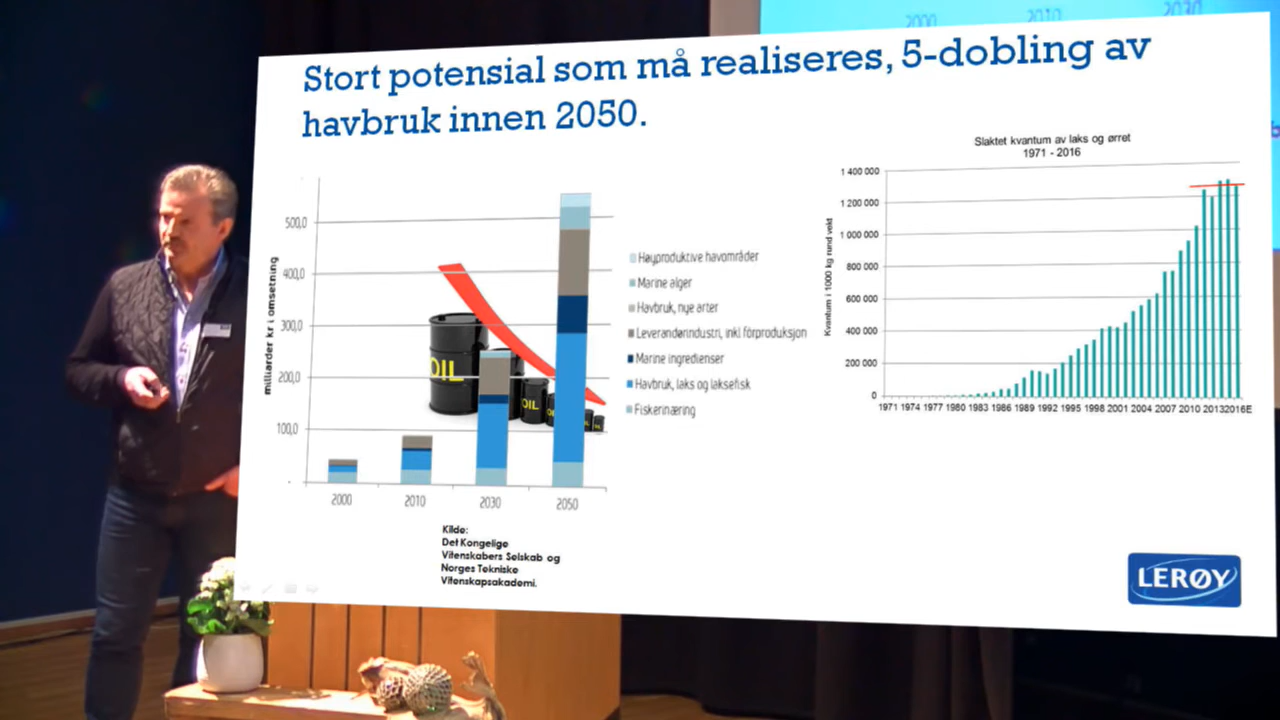 2000 2010 2030
Stort potensial som må realiseres, 5-dobling av
havbruk innen 2050.
milliarder kr i omsetning
500,0
400,0
300,0
200,0
100,0
2000 2010 2030 2050
OIL
OIL
Høyproduktive havområder
Marine alger
Havbruk, nye arter
Leverandørindustri, inkl fôrproduksjon
Marine ingredienser
Havbruk, laks og laksefisk
Fiskerinæring
Kilde:
Det Kongelige
Vitenskabers Selskab og
Norges Tekniske
Vitenskapsakademi.
Slaktet kvantum av laks og ørret
1971 - 2016
Kvantum i 1000 kg rund vekt
1 400 000
1 200 000
1 000 000
800 000
600 000
400 000
200 000
0
1971 1974 1977 1980 1983 1986 1989 1992 1995 1998 2001 2004 2007 2010 2013 2016E
LERØY